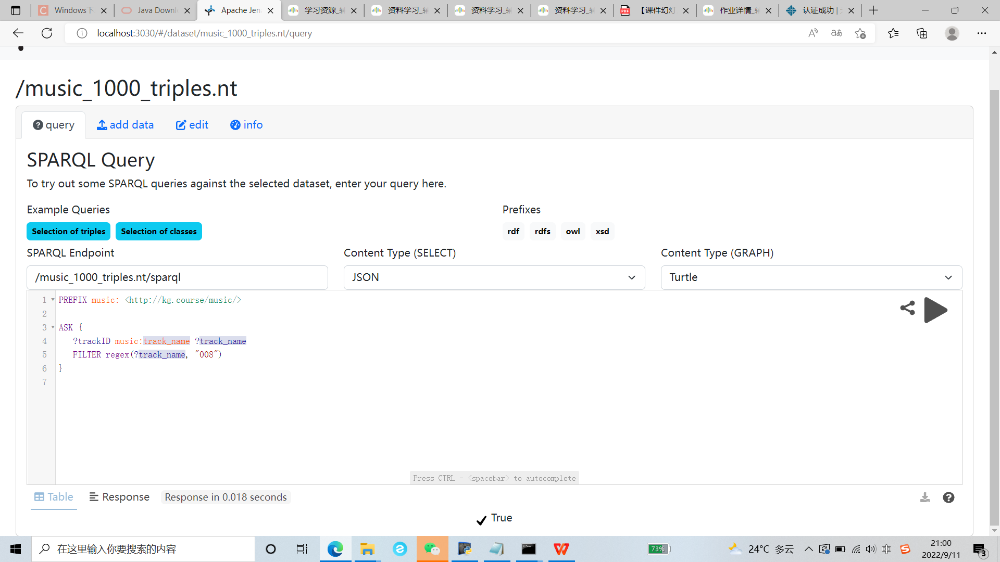 Windows下
Java Downl
Apache Jen
学习资源_
资料学习_
资料学习_
资料学习_
【课件幻灯
作业详情_
认证成功 |
localhost:3030/#/dataset/music_1000_triples.nt/query
/music_1000_triples.nt
query
add data
edit
info
SPARQL Query
To try out some SPARQL queries against the selected dataset, enter your query here.
Example Queries
Prefixes
Selection of triples
Selection of classes
rdf
rdfs
owl
xsd
SPARQL Endpoint
Content Type (SELECT)
Content Type (GRAPH)
/music_1000_triples.nt/sparql
JSON
Turtle
1 PREFIX music: <http://kg.course/music/>
2
3 ASK {
4 ?trackID music:track_name ?track_name
5 FILTER regex(?track_name, "008")
6 }
7
Press CTRL - <spacebar> to autocomplete
Table
Response
Response in 0.018 seconds
True
在这里输入你要搜索的内容
73%
24°C 多云
中
21:00
2022/9/11
3